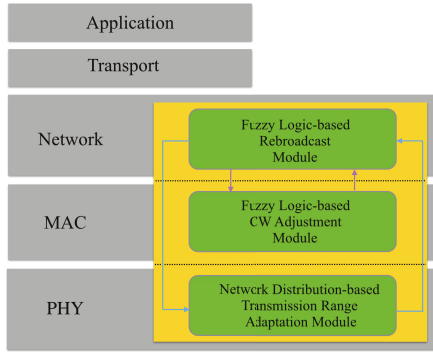 Application
Transport
Network
Fuzzy Logic-based
Rebroadcast
Module
MAC
Fuzzy Logic-based
CW Adjustment
Module
PHY
Network Distribution-based
Transmission Range
Adaptation Module